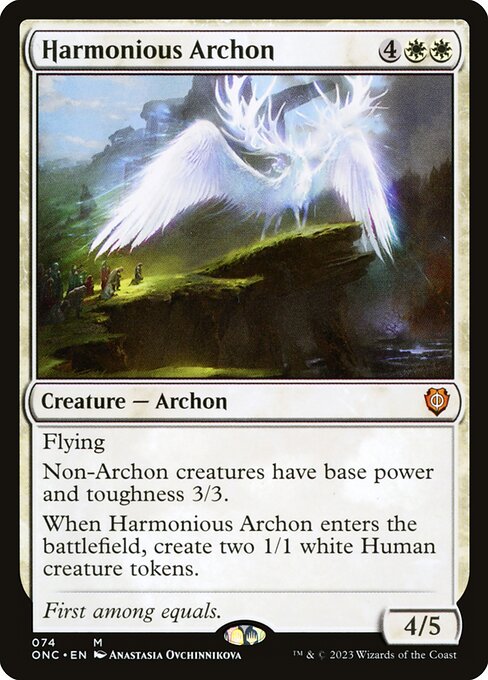 Harmonious Archon 4
Creature — Archon
Flying
Non-Archon creatures have base power
and toughness 3/3.
When Harmonious Archon enters the
battlefield, create two 1/1 white Human
creature tokens.
First among equals.
4/5
074 M
ONC • EN Anastasia Ovchinnikova
™ & © 2023 Wizards of the Coast